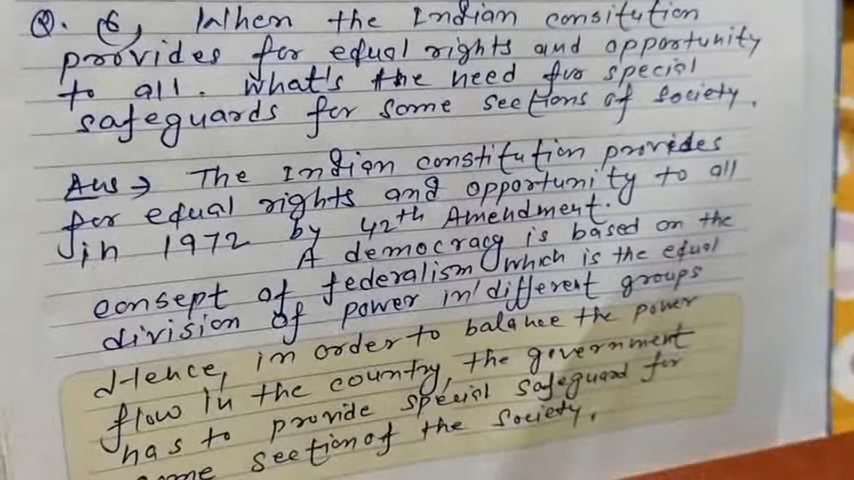 Q. 6, When the Indian consitution
provides for equal rights and opportunity
to all. What's the need for special
safeguards for some sections of society.
Ans → The Indian constitution provides
for equal rights and opportunity to all
in 1972 by 42th Amendment.
A democracy is based on the
consept of federalism which is the equal
division of power in different groups
Hence, in order to balance the power
flow in the country, the government
has to provide special safeguard for
some section of the society.